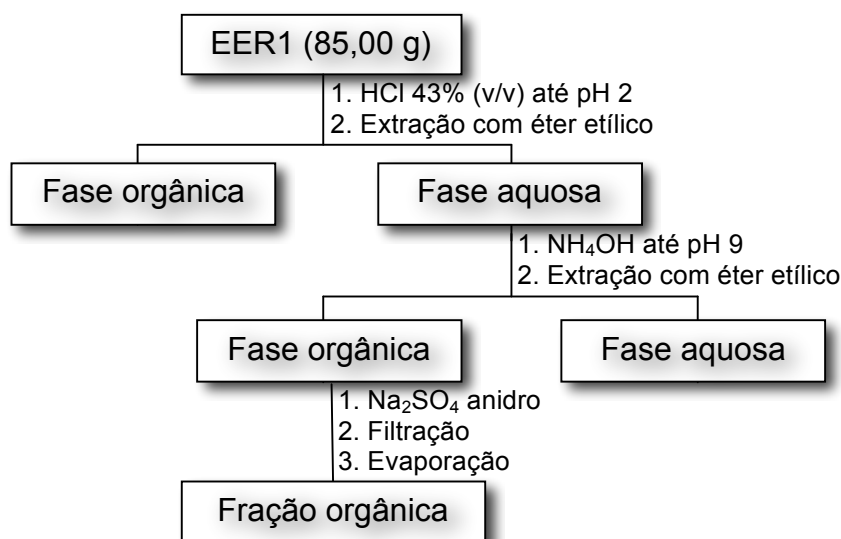 EER1 (85,00 g)
1. HCl 43% (v/v) até pH 2
2. Extração com éter etílico
Fase orgânica
Fase aquosa
1. NH₄OH até pH 9
2. Extração com éter etílico
Fase orgânica
Fase aquosa
1. Na₂SO₄ anidro
2. Filtração
3. Evaporação
Fração orgânica